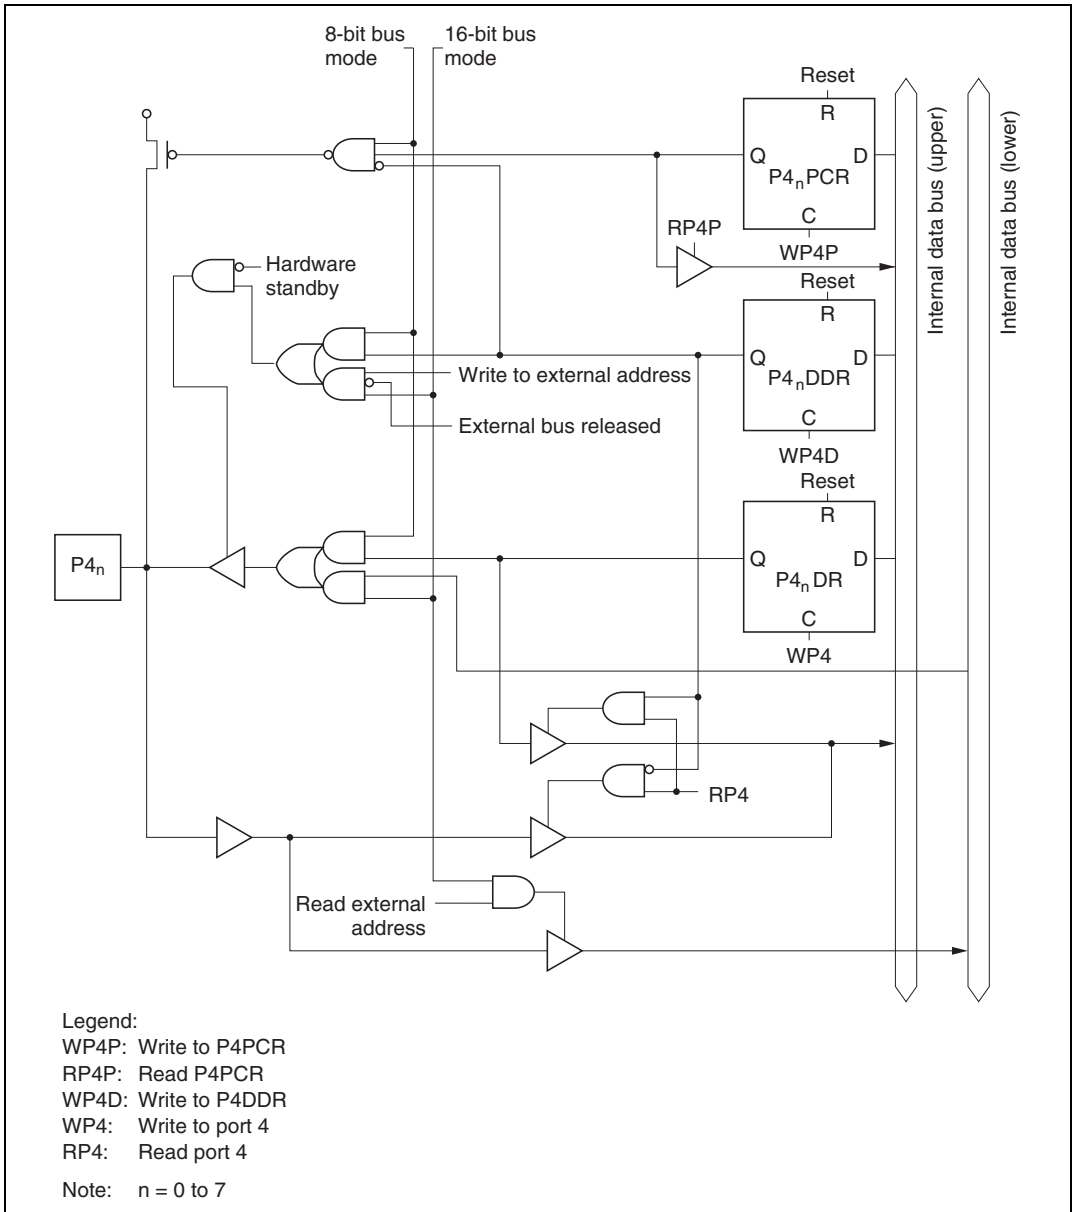 8-bit bus mode
16-bit bus mode
Reset
R
Q
D
P4nPCR
C
WP4P
RP4P
Internal data bus (upper)
Internal data bus (lower)
Hardware standby
Reset
R
Q
D
P4nDDR
C
WP4D
Write to external address
External bus released
Reset
R
Q
D
P4n DR
C
WP4
P4n
RP4
Read external address
Legend:
WP4P: Write to P4PCR
RP4P: Read P4PCR
WP4D: Write to P4DDR
WP4: Write to port 4
RP4: Read port 4
Note: n = 0 to 7